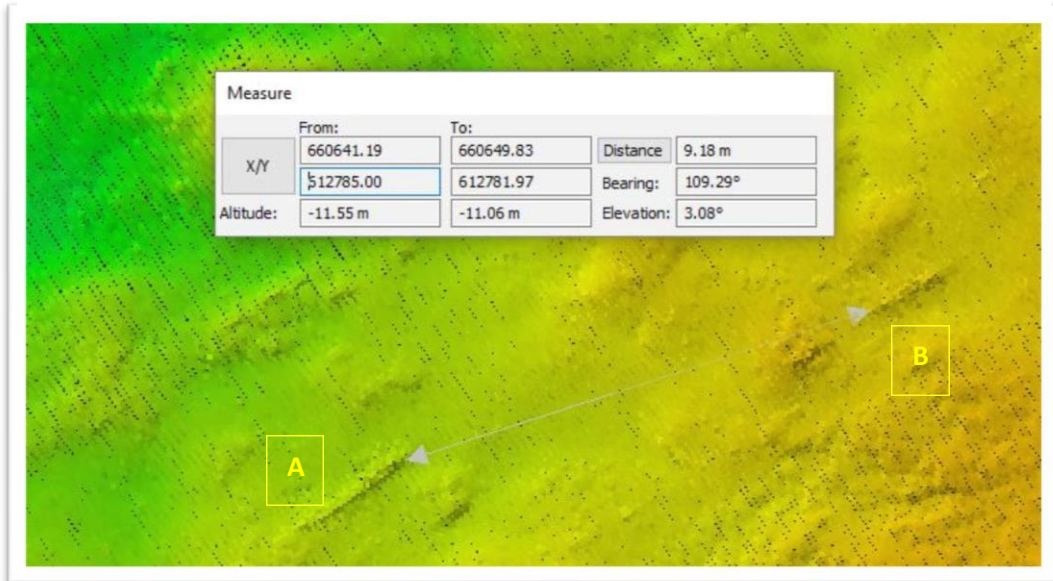 Measure
From: To:
X/Y 660641.19 660649.83 Distance 9.18 m
612785.00 612781.97 Bearing: 109.29°
Altitude: -11.55 m -11.06 m Elevation: 3.08°
B
A